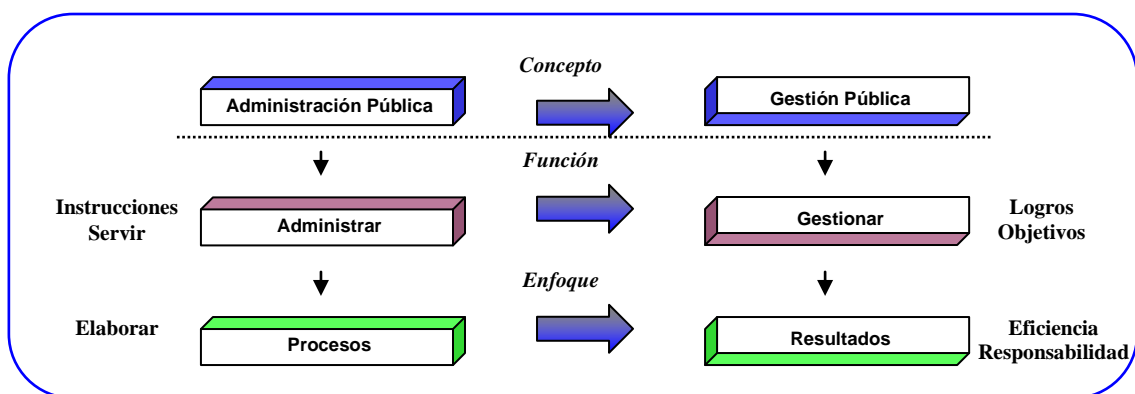 Concepto
Administración Pública
Gestión Pública
Función
Instrucciones
Servir
Administrar
Gestionar
Logros
Objetivos
Enfoque
Elaborar
Procesos
Resultados
Eficiencia
Responsabilidad